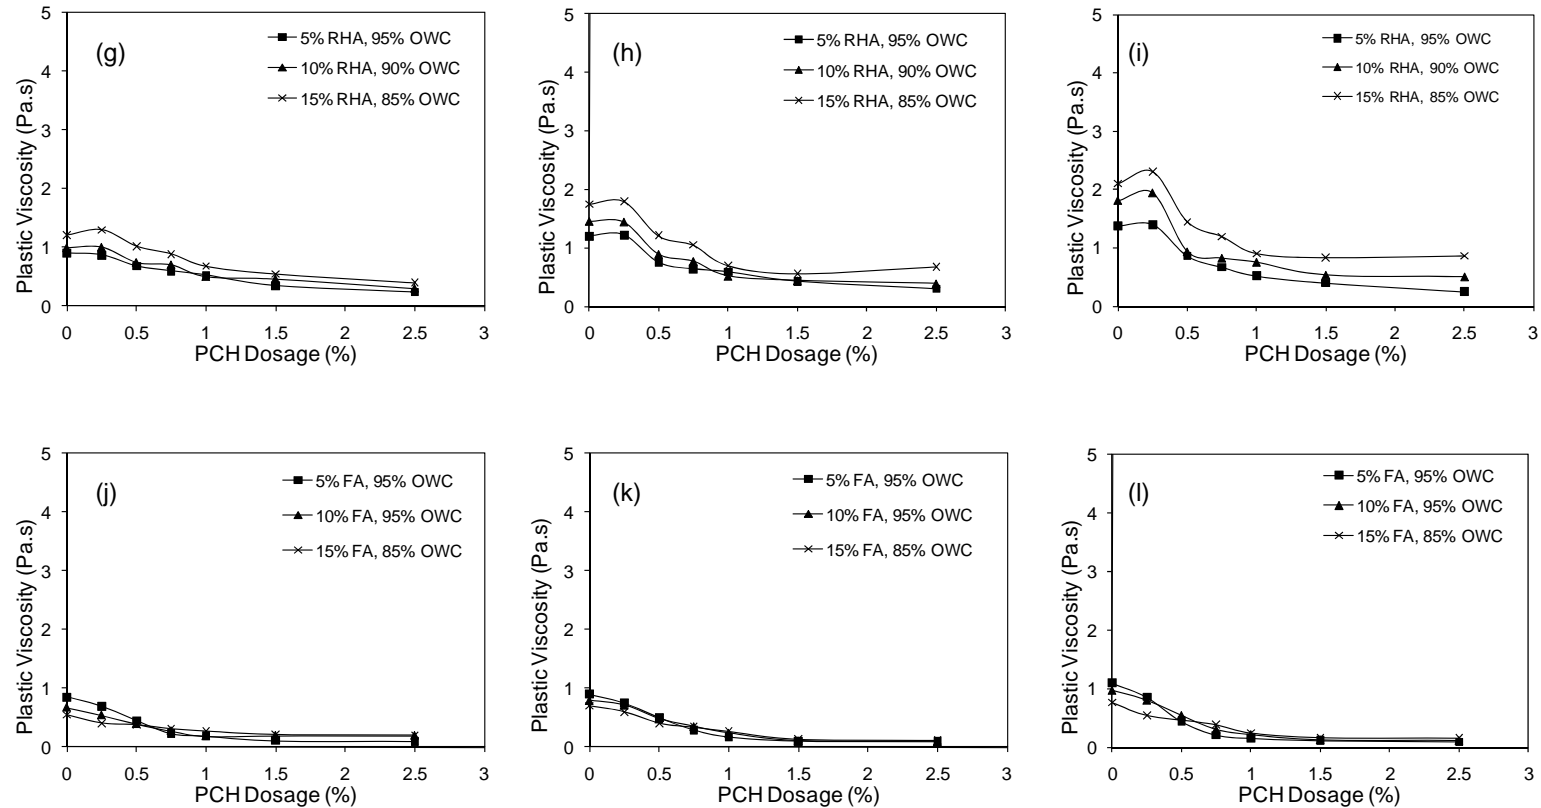 (g)
5% RHA, 95% OWC
10% RHA, 90% OWC
15% RHA, 85% OWC
Plastic Viscosity (Pa.s)
5
4
3
2
1
0
0 0.5 1 1.5 2 2.5 3
PCH Dosage (%)
(h)
5% RHA, 95% OWC
10% RHA, 90% OWC
15% RHA, 85% OWC
Plastic Viscosity (Pa.s)
5
4
3
2
1
0
0 0.5 1 1.5 2 2.5 3
PCH Dosage (%)
(i)
5% RHA, 95% OWC
10% RHA, 90% OWC
15% RHA, 85% OWC
Plastic Viscosity (Pa.s)
5
4
3
2
1
0
0 0.5 1 1.5 2 2.5 3
PCH Dosage (%)
(j)
5% FA, 95% OWC
10% FA, 95% OWC
15% FA, 85% OWC
Plastic Viscosity (Pa.s)
5
4
3
2
1
0
0 0.5 1 1.5 2 2.5 3
PCH Dosage (%)
(k)
5% FA, 95% OWC
10% FA, 95% OWC
15% FA, 85% OWC
Plastic Viscosity (Pa.s)
5
4
3
2
1
0
0 0.5 1 1.5 2 2.5 3
PCH Dosage (%)
(l)
5% FA, 95% OWC
10% FA, 95% OWC
15% FA, 85% OWC
Plastic Viscosity (Pa.s)
5
4
3
2
1
0
0 0.5 1 1.5 2 2.5 3
PCH Dosage (%)